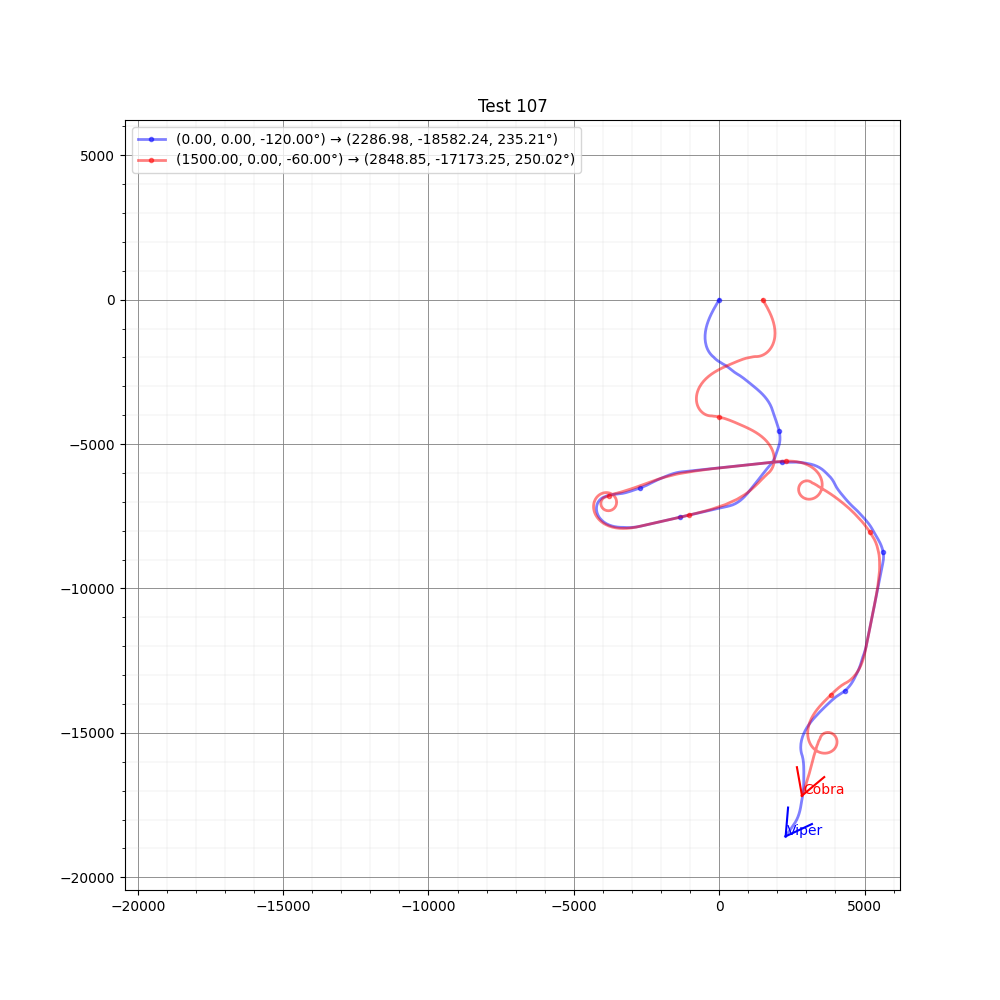 Test 107
(0.00, 0.00, -120.00°) → (2286.98, -18582.24, 235.21°)
(1500.00, 0.00, -60.00°) → (2848.85, -17173.25, 250.02°)
5000
0
−5000
−10000
−15000
−20000
Cobra
Viper
−20000 −15000 −10000 −5000 0 5000